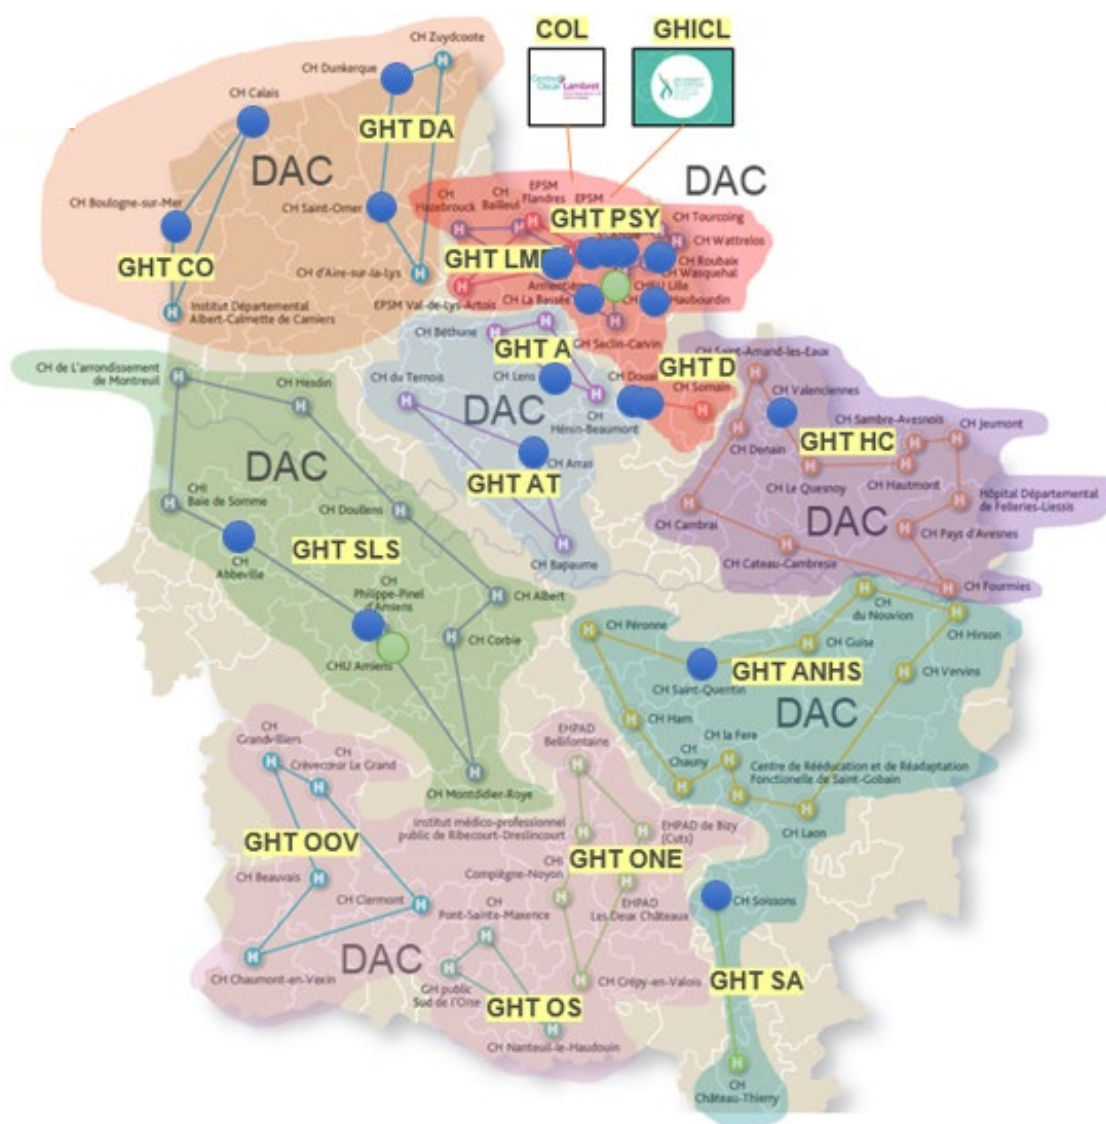 COL
GHICL
Centre Oscar
Lambret
CH Zuydcoote
CH Dunkerque
CH Calais
GHT DA
DAC
DAC
CH Boulogne-sur-Mer
CH Saint-Omer
GHT CO
CH d'Aire-sur-la-Lys
Institut Départemental
Albert-Calmette de Camiers
CH
Hazebrouck
CH
Bailleul
EPSM
Flandres
EPSM
GHT PSY
CH Tourcoing
CH Wattrelos
GHT LM
CH Roubaix
CH Wasquehal
Armentières
EPSM Val-de-Lys-Artois
CH La Bassée
Lille
CH
Haubourdin
CH Béthune
GH Seclin-Carvin
GHT A
GHT D
CH Saint-Amand-les-Eaux
CH de L'arrondissement
de Montreuil
CH Hesdin
CH du Ternois
CH Lens
CH Douai
CH Somain
CH Valenciennes
DAC
CH
Hénin-Beaumont
CH Sambre-Avesnois
CH Jeumont
GHT HC
CH Denain
DAC
CH Arras
GHT AT
CH Le Quesnoy
CH Hautmont
Hôpital Départemental
de Felleries-Liessis
CHI
Baie de Somme
CH Doullens
CH Cambrai
DAC
CH Pays d'Avesnes
GHT SLS
CH
Abbeville
CH Bapaume
CH Cateau-Cambresie
CH Fourmies
CH
Philippe-Pinel
d'Amiens
CH Albert
CH
du Nouvion
CH Hirson
CH Péronne
CH Corbie
CH Guise
CHU Amiens
GHT ANHS
CH Vervins
CH Saint-Quentin
DAC
CH Ham
CH
Grandvilliers
CH
Crèvecœur Le Grand
EHPAD
Bellifontaine
CH la Fere
CH
Chauny
Centre de Rééducation et de Réadaptation
Fonctionelle de Saint-Gobain
CH Montdidier-Roye
CH Laon
Institut médico-professionnel
public de Ribecourt-Dreslincourt
EHPAD de Bizy
(Cuts)
GHT OOV
GHT ONE
CHI
Compiègne-Noyon
CH Beauvais
CH Clermont
CH
Pont-Sainte-Maxence
EHPAD
Les Deux Châteaux
CH Soissons
DAC
CH Chaumont-en-Vexin
GH public
Sud de l'Oise
CH Crépy-en-Valois
GHT SA
GHT OS
CH Nanteuil-le-Haudouin
CH
Château-Thierry